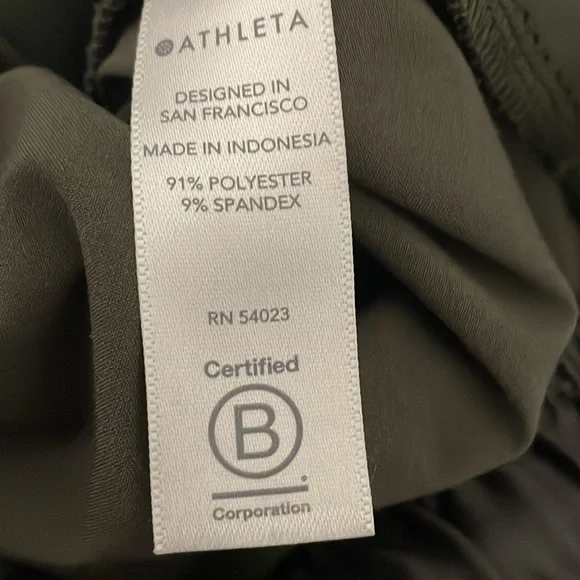 ATHLETA
DESIGNED IN
SAN FRANCISCO
MADE IN INDONESIA
91% POLYESTER
9% SPANDEX
RN 54023
Certified
B
Corporation